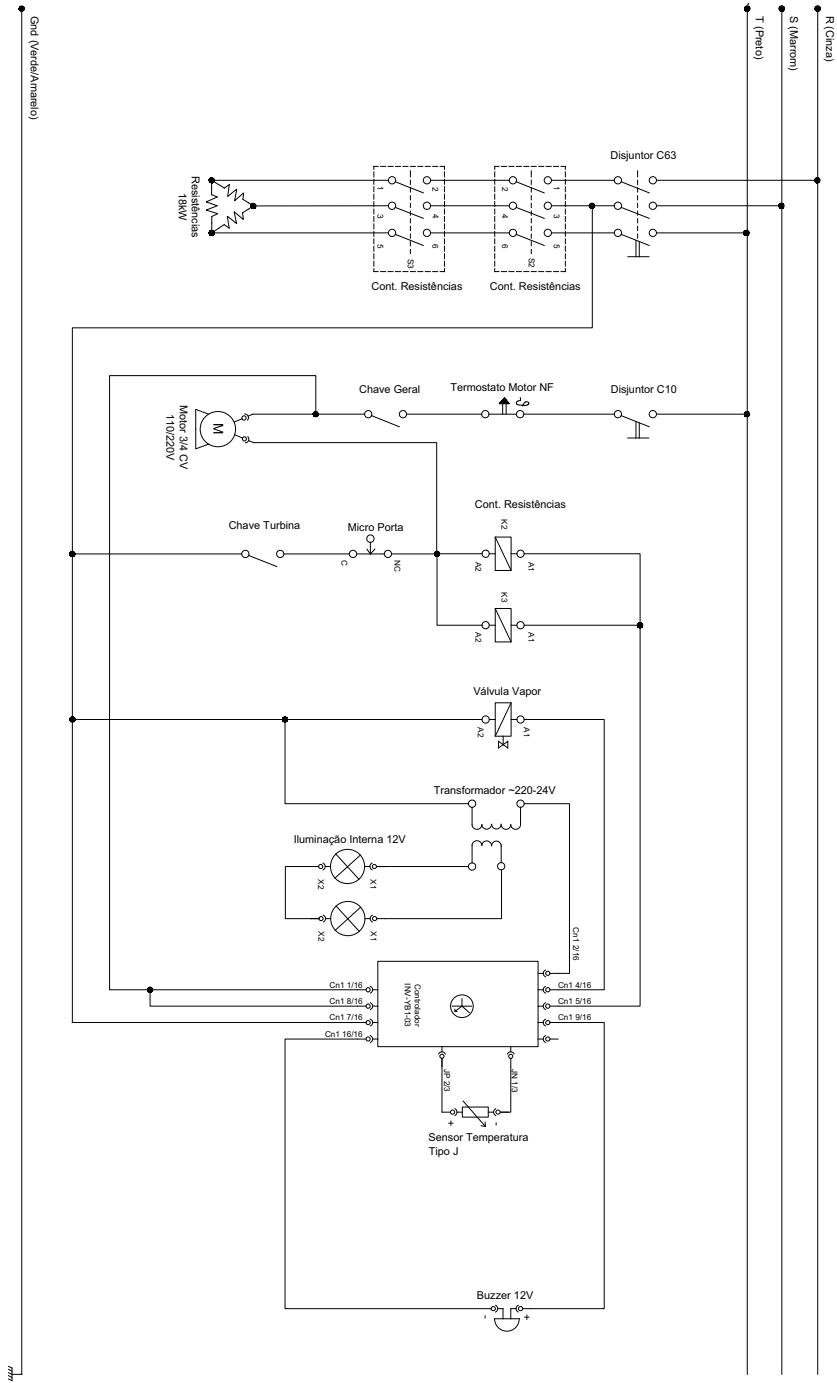 R (Cinza)
S (Marrom)
T (Preto)
Gnd (Verde/Amarelo)
Disjuntor C63
Resistências
18kW
1
3
5
2
4
6
S3
2
4
6
1
3
5
S2
Cont. Resistências
Cont. Resistências
Chave Geral
Termostato Motor NF
Disjuntor C10
M
Motor 3/4 CV
110/220V
Cont. Resistências
Chave Turbina
Micro Porta
C
NC
K2
A2
A1
K3
A2
A1
Válvula Vapor
A2
A1
Transformador ~220-24V
Iluminação Interna 12V
X2
X1
X2
X1
Cn1 2/16
Cn1 1/16
Cn1 8/16
Cn1 7/16
Cn1 16/16
Controlador
INV-YB1-03
Cn1 4/16
Cn1 5/16
Cn1 9/16
JP 2/3
JN 1/3
+
-
Sensor Temperatura
Tipo J
Buzzer 12V
-
+